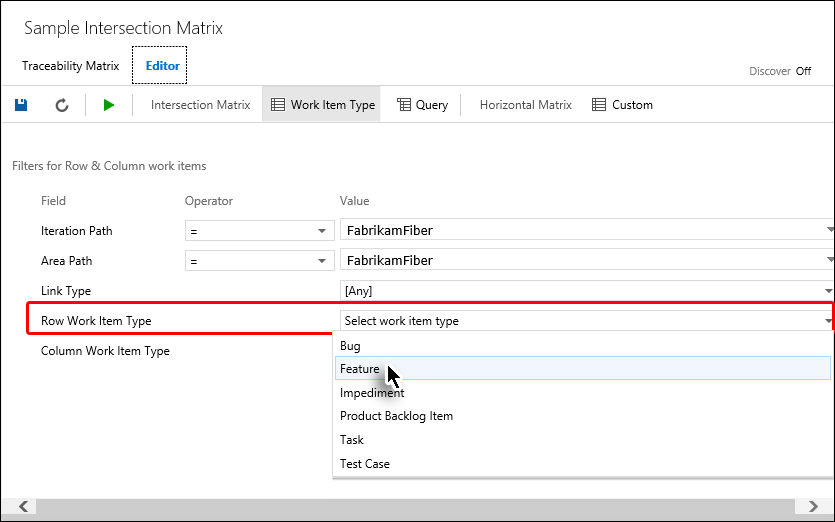 Sample Intersection Matrix
Traceability Matrix Editor
Discover Off
Intersection Matrix Work Item Type Query Horizontal Matrix Custom
Filters for Row & Column work items
Field Operator Value
Iteration Path = FabrikamFiber
Area Path = FabrikamFiber
Link Type [Any]
Row Work Item Type Select work item type
Column Work Item Type
Bug
Feature
Impediment
Product Backlog Item
Task
Test Case